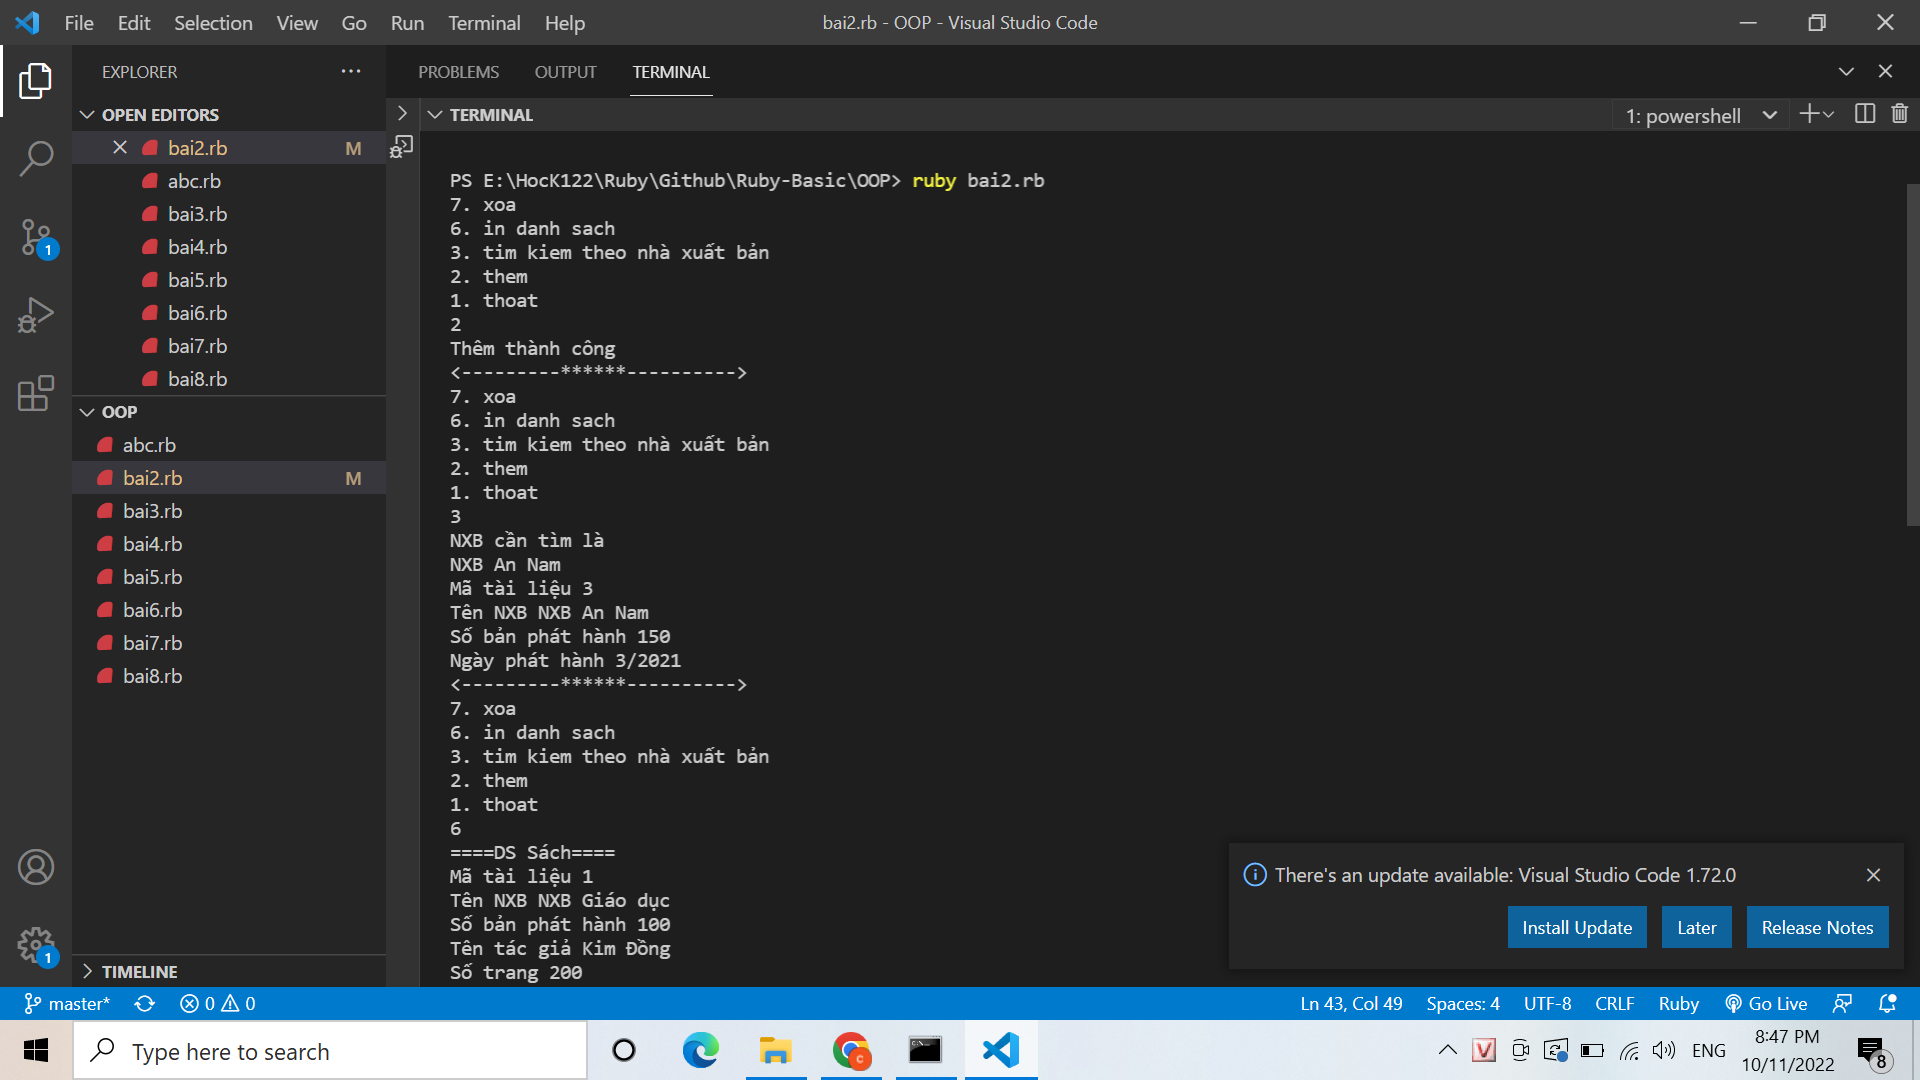 File Edit Selection View Go Run Terminal Help
bai2.rb - OOP - Visual Studio Code
EXPLORER
OPEN EDITORS
bai2.rb M
abc.rb
bai3.rb
bai4.rb
bai5.rb
bai6.rb
bai7.rb
bai8.rb
OOP
abc.rb
bai2.rb M
bai3.rb
bai4.rb
bai5.rb
bai6.rb
bai7.rb
bai8.rb
TIMELINE
1
1
PROBLEMS OUTPUT TERMINAL
TERMINAL
1: powershell
PS E:\HocK122\Ruby\Github\Ruby-Basic\OOP> ruby bai2.rb
7. xoa
6. in danh sach
3. tim kiem theo nhà xuất bản
2. them
1. thoat
2
Thêm thành công
<---------******---------->
7. xoa
6. in danh sach
3. tim kiem theo nhà xuất bản
2. them
1. thoat
3
NXB cần tìm là
NXB An Nam
Mã tài liệu 3
Tên NXB NXB An Nam
Số bản phát hành 150
Ngày phát hành 3/2021
<---------******---------->
7. xoa
6. in danh sach
3. tim kiem theo nhà xuất bản
2. them
1. thoat
6
====DS Sách====
Mã tài liệu 1
Tên NXB NXB Giáo dục
Số bản phát hành 100
Tên tác giả Kim Đồng
Số trang 200
There's an update available: Visual Studio Code 1.72.0
Install Update Later Release Notes
master* 0 0
Ln 43, Col 49 Spaces: 4 UTF-8 CRLF Ruby Go Live
Type here to search
ENG
8:47 PM
10/11/2022
8